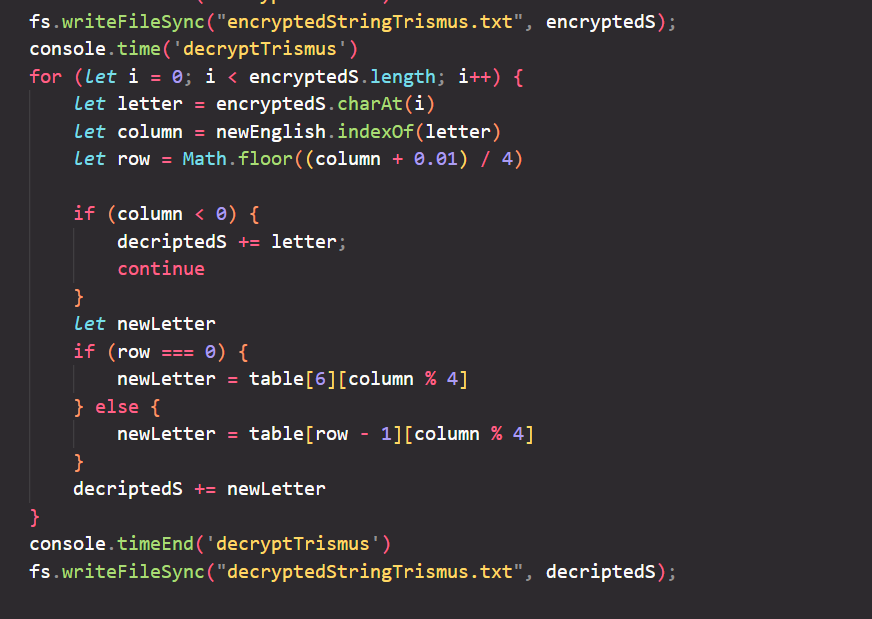 fs.writeFileSync("encryptedStringTrismus.txt", encryptedS);
console.time('decryptTrismus')
for (let i = 0; i < encryptedS.length; i++) {
    let letter = encryptedS.charAt(i)
    let column = newEnglish.indexOf(letter)
    let row = Math.floor((column + 0.01) / 4)

    if (column < 0) {
        decriptedS += letter;
        continue
    }
    let newLetter
    if (row === 0) {
        newLetter = table[6][column % 4]
    } else {
        newLetter = table[row - 1][column % 4]
    }
    decriptedS += newLetter
}
console.timeEnd('decryptTrismus')
fs.writeFileSync("decryptedStringTrismus.txt", decriptedS);